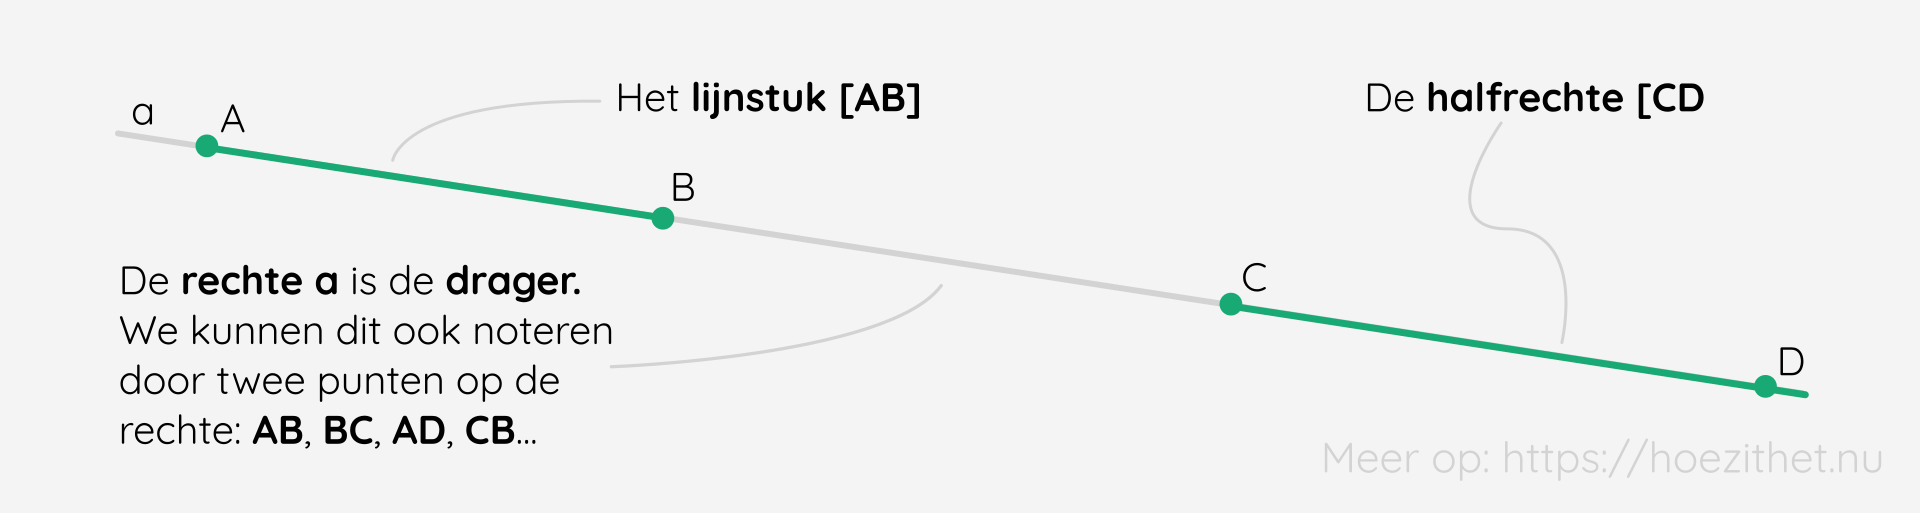 a
A
Het lijnstuk [AB]
De halfrechte [CD
B
De rechte a is de drager.
We kunnen dit ook noteren
door twee punten op de
rechte: AB, BC, AD, CB...
C
D
Meer op: https://hoezithet.nu